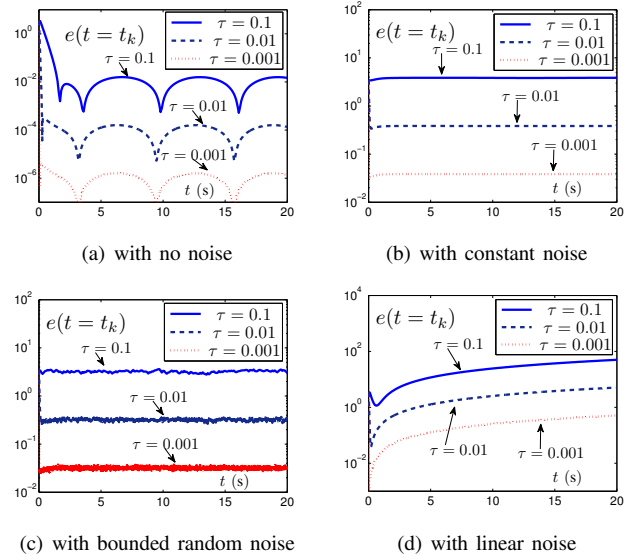 10^2
10^0
10^-2
10^-4
10^-6
e(t = t_k)
τ = 0.1
τ = 0.01
τ = 0.001
τ = 0.1
τ = 0.01
τ = 0.001
t (s)
0 5 10 15 20
(a) with no noise
10^2
10^1
10^0
10^-1
10^-2
e(t = t_k)
τ = 0.1
τ = 0.01
τ = 0.001
τ = 0.1
τ = 0.01
τ = 0.001
t (s)
0 5 10 15 20
(b) with constant noise
10^2
10^1
10^0
10^-1
10^-2
e(t = t_k)
τ = 0.1
τ = 0.01
τ = 0.001
τ = 0.1
τ = 0.01
τ = 0.001
t (s)
0 5 10 15 20
(c) with bounded random noise
10^4
10^2
10^0
10^-2
e(t = t_k)
τ = 0.1
τ = 0.01
τ = 0.001
τ = 0.1
τ = 0.01
τ = 0.001
t (s)
0 5 10 15 20
(d) with linear noise